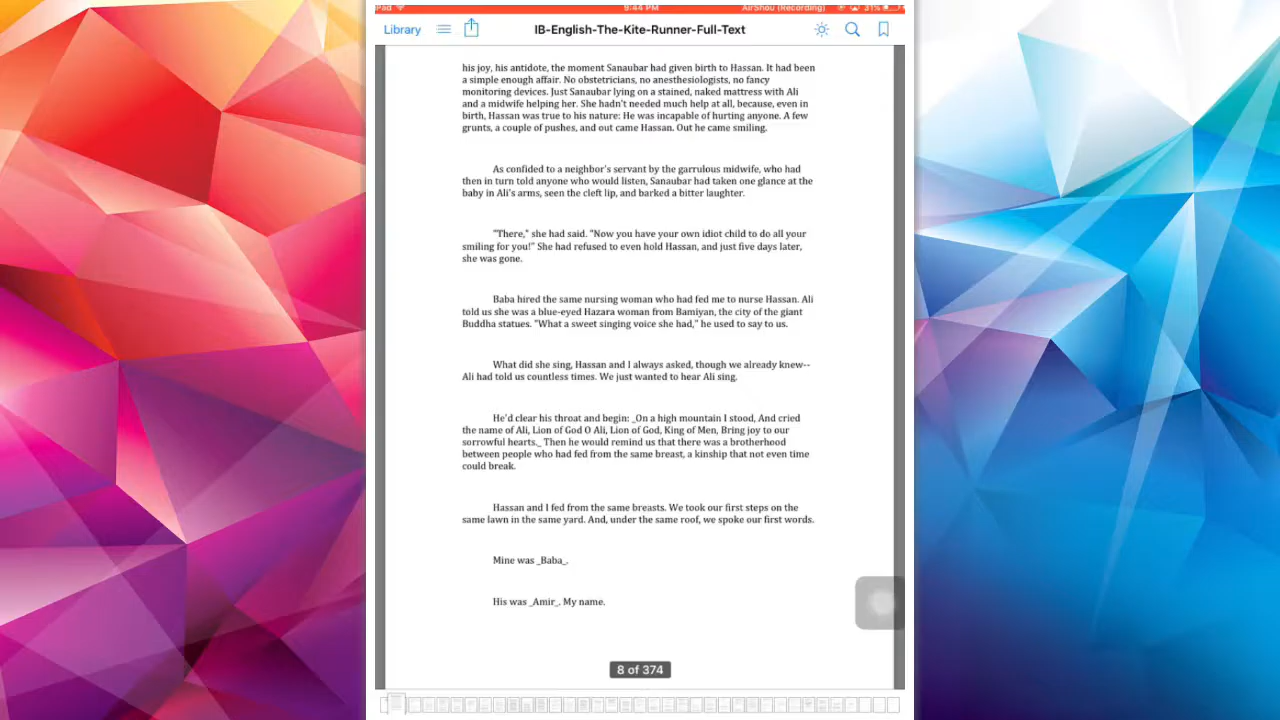 Pad
9:44 PM
AirShou (Recording)
31%
Library
IB-English-The-Kite-Runner-Full-Text
his joy, his antidote, the moment Sanaubar had given birth to Hassan. It had been
a simple enough affair. No obstetricians, no anesthesiologists, no fancy
monitoring devices. Just Sanaubar lying on a stained, naked mattress with Ali
and a midwife helping her. She hadn't needed much help at all, because, even in
birth, Hassan was true to his nature: He was incapable of hurting anyone. A few
grunts, a couple of pushes, and out came Hassan. Out he came smiling.
As confided to a neighbor's servant by the garrulous midwife, who had
then in turn told anyone who would listen, Sanaubar had taken one glance at the
baby in Ali's arms, seen the cleft lip, and barked a bitter laughter.
"There," she had said. "Now you have your own idiot child to do all your
smiling for you!" She had refused to even hold Hassan, and just five days later,
she was gone.
Baba hired the same nursing woman who had fed me to nurse Hassan. Ali
told us she was a blue-eyed Hazara woman from Bamiyan, the city of the giant
Buddha statues. "What a sweet singing voice she had," he used to say to us.
What did she sing, Hassan and I always asked, though we already knew--
Ali had told us countless times. We just wanted to hear Ali sing.
He'd clear his throat and begin: _On a high mountain I stood, And cried
the name of Ali, Lion of God O Ali, Lion of God, King of Men, Bring joy to our
sorrowful hearts._ Then he would remind us that there was a brotherhood
between people who had fed from the same breast, a kinship that not even time
could break.
Hassan and I fed from the same breasts. We took our first steps on the
same lawn in the same yard. And, under the same roof, we spoke our first words.
Mine was _Baba_.
His was _Amir_. My name.
8 of 374